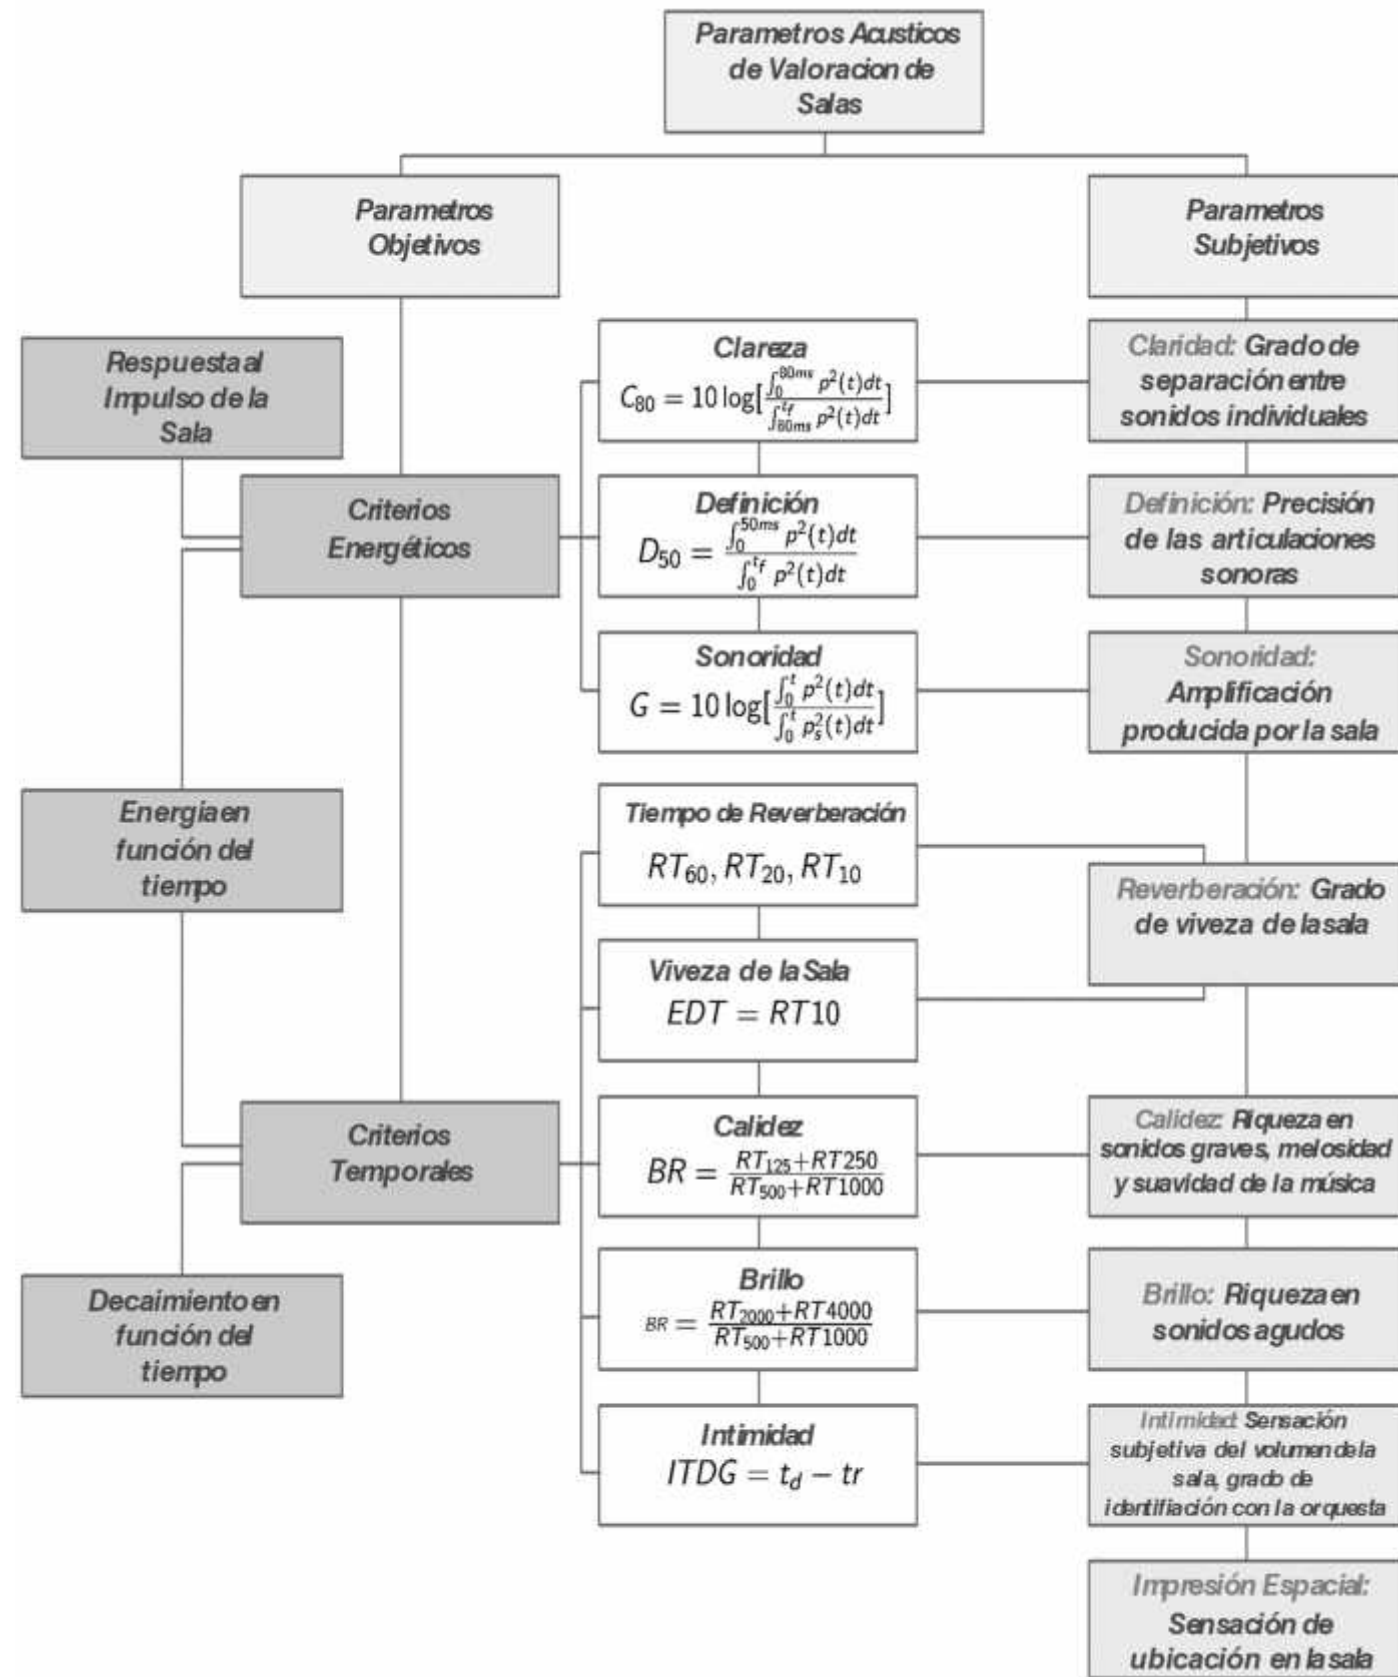 Parametros Acusticos
de Valoracion de
Salas
Parametros
Objetivos
Parametros
Subjetivos
Respuesta al
Impulso de la
Sala
Criterios
Energéticos
Energía en
función del
tiempo
Criterios
Temporales
Decaimiento en
función del
tiempo
Clareza
C₈₀ = 10 log[∫₀^80ms p²(t)dt / ∫_80ms^tf p²(t)dt]
Definición
D₅₀ = ∫₀^50ms p²(t)dt / ∫₀^tf p²(t)dt
Sonoridad
G = 10 log[∫₀^t p²(t)dt / ∫₀^t pₛ²(t)dt]
Tiempo de Reverberación
RT₆₀, RT₂₀, RT₁₀
Viveza de la Sala
EDT = RT10
Calidez
BR = RT₁₂₅+RT250 / RT₅₀₀+RT1000
Brillo
BR = RT₂₀₀₀+RT4000 / RT₅₀₀+RT1000
Intimidad
ITDG = t_d − tr
Claridad: Grado de
separación entre
sonidos individuales
Definición: Precisión
de las articulaciones
sonoras
Sonoridad:
Amplificación
producida por la sala
Reverberación: Grado
de viveza de la sala
Calidez: Riqueza en
sonidos graves, melosidad
y suavidad de la música
Brillo: Riqueza en
sonidos agudos
Intimidad: Sensación
subjetiva del volumen de la
sala, grado de
identifiación con la orquesta
Impresión Espacial:
Sensación de
ubicación en la sala